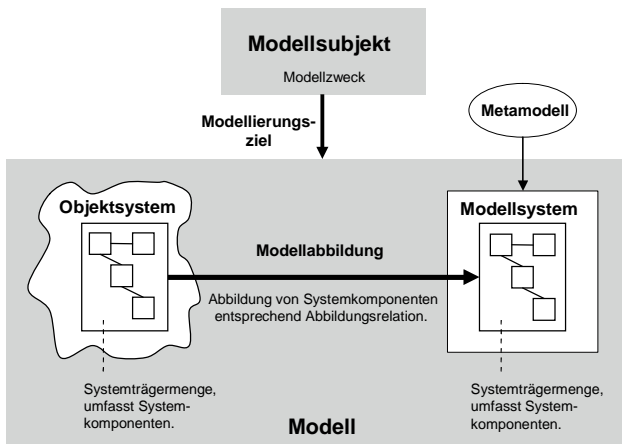 Modellsubjekt
Modellzweck
Modellierungs-
ziel
Metamodell
Objektsystem
Modellsystem
Modellabbildung
Abbildung von Systemkomponenten
entsprechend Abbildungsrelation.
Systemträgermenge,
umfasst System-
komponenten.
Systemträgermenge,
umfasst System-
komponenten.
Modell